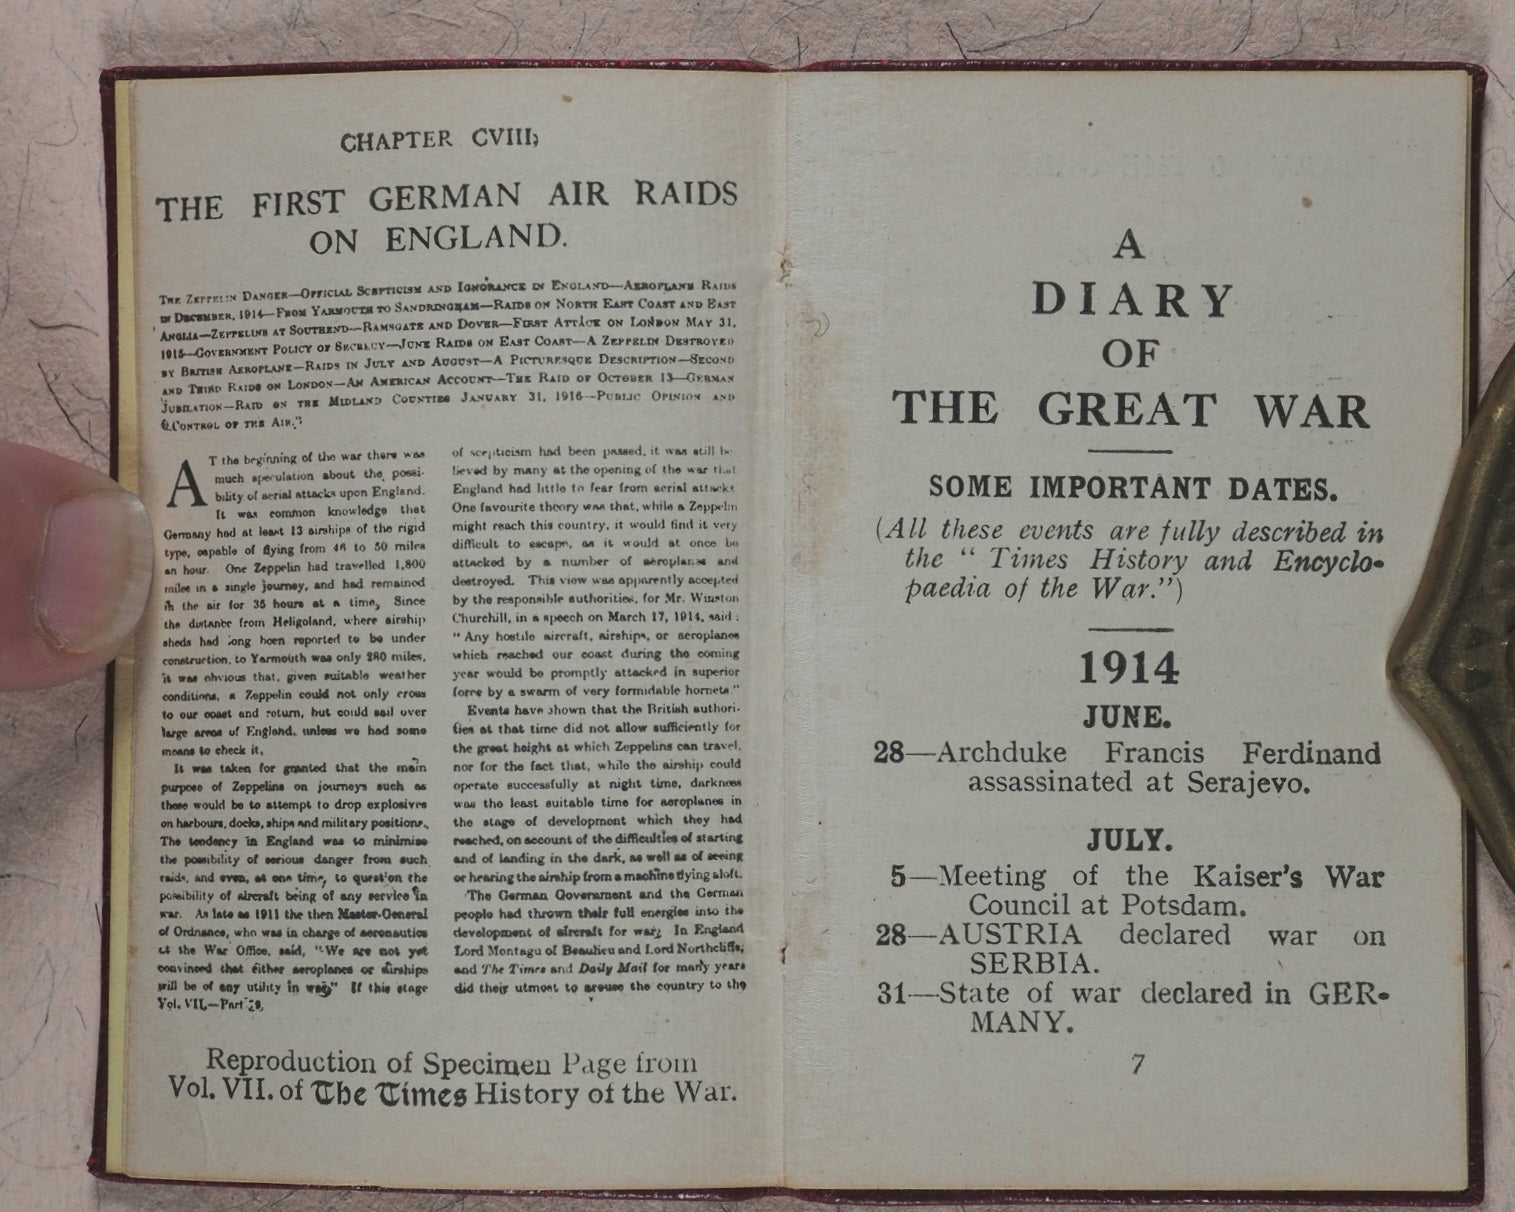 CHAPTER CVIII;
THE FIRST GERMAN AIR RAIDS
ON ENGLAND.
THE ZEPPELIN DANGER—OFFICIAL SCEPTICISM AND IGNORANCE IN ENGLAND—AEROPLANE RAIDS
IN DECEMBER, 1914—FROM YARMOUTH TO SANDRINGHAM—RAIDS ON NORTH EAST COAST AND EAST
ANGLIA—ZEPPELINS AT SOUTHEND—RAMSGATE AND DOVER—FIRST ATTACK ON LONDON MAY 31,
1915—GOVERNMENT POLICY OF SECRECY—JUNE RAIDS ON EAST COAST—A ZEPPELIN DESTROYED
BY BRITISH AEROPLANE—RAIDS IN JULY AND AUGUST—A PICTURESQUE DESCRIPTION—SECOND
AND THIRD RAIDS ON LONDON—AN AMERICAN ACCOUNT—THE RAID OF OCTOBER 13—GERMAN
JUBILATION—RAID ON THE MIDLAND COUNTIES JANUARY 31, 1916—PUBLIC OPINION AND
"CONTROL OF THE AIR."
AT the beginning of the war there was
much speculation about the possi-
bility of aerial attacks upon England.
It was common knowledge that
Germany had at least 13 airships of the rigid
type, capable of flying from 46 to 50 miles
an hour. One Zeppelin had travelled 1,800
miles in a single journey, and had remained
in the air for 35 hours at a time, Since
the distance from Heligoland, where airship
sheds had long been reported to be under
construction, to Yarmouth was only 280 miles,
it was obvious that, given suitable weather
conditions, a Zeppelin could not only cross
to our coast and return, but could sail over
large areas of England, unless we had some
means to check it,
It was taken for granted that the main
purpose of Zeppelins on journeys such as
these would be to attempt to drop explosives
on harbours, docks, ships and military positions.
The tendency in England was to minimise
the possibility of serious danger from such
raids, and even, at one time, to question the
possibility of aircraft being of any service in
war. As late as 1911 the then Master-General
of Ordnance, who was in charge of aeronautics
at the War Office, said, "We are not yet
convinced that either aeroplanes or airships
will be of any utility in war," If this stage
Vol. VII.—Part 79,
of scepticism had been passed, it was still be-
lieved by many at the opening of the war that
England had little to fear from aerial attacks
One favourite theory was that, while a Zeppelin
might reach this country, it would find it very
difficult to escape, as it would at once be
attacked by a number of aeroplanes and
destroyed. This view was apparently accepted
by the responsible authorities, for Mr. Winston
Churchill, in a speech on March 17, 1914, said:
"Any hostile aircraft, airships, or aeroplanes
which reached our coast during the coming
year would be promptly attacked in superior
force by a swarm of very formidable hornets."
Events have shown that the British authori-
ties at that time did not allow sufficiently for
the great height at which Zeppelins can travel,
nor for the fact that, while the airship could
operate successfully at night time, darkness
was the least suitable time for aeroplanes in
the stage of development which they had
reached, on account of the difficulties of starting
and of landing in the dark, as well as of seeing
or hearing the airship from a machine flying aloft.
The German Government and the German
people had thrown their full energies into the
development of aircraft for war; In England
Lord Montagu of Beaulieu and Lord Northcliffe;
and The Times and Daily Mail for many years
did their utmost to arouse the country to the
Reproduction of Specimen Page from
Vol. VII. of The Times History of the War.
A
DIARY
OF
THE GREAT WAR
SOME IMPORTANT DATES.
(All these events are fully described in
the "Times History and Encyclo-
paedia of the War.")
1914
JUNE.
28—Archduke Francis Ferdinand
assassinated at Serajevo.
JULY.
5—Meeting of the Kaiser's War
Council at Potsdam.
28—AUSTRIA declared war on
SERBIA.
31—State of war declared in GER-
MANY.
7